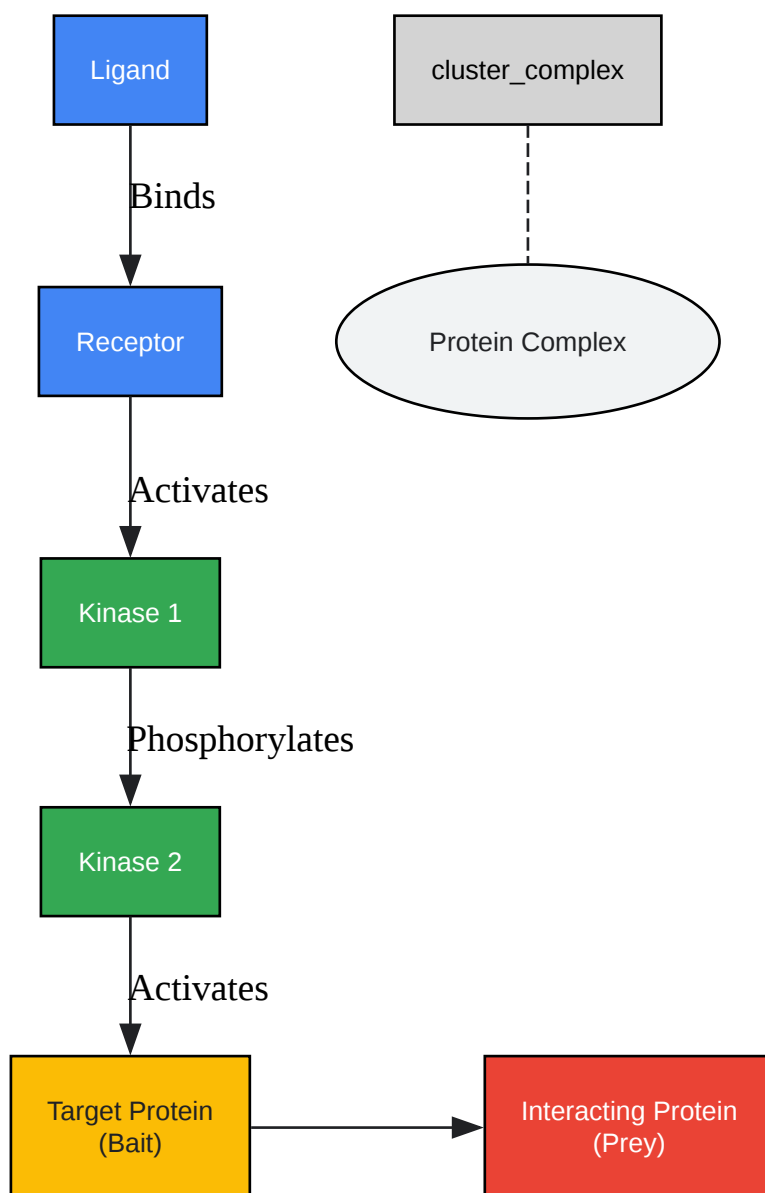 Ligand
cluster_complex
Binds
Receptor
Protein Complex
Activates
Kinase 1
Phosphorylates
Kinase 2
Activates
Target Protein
(Bait)
Interacting Protein
(Prey)